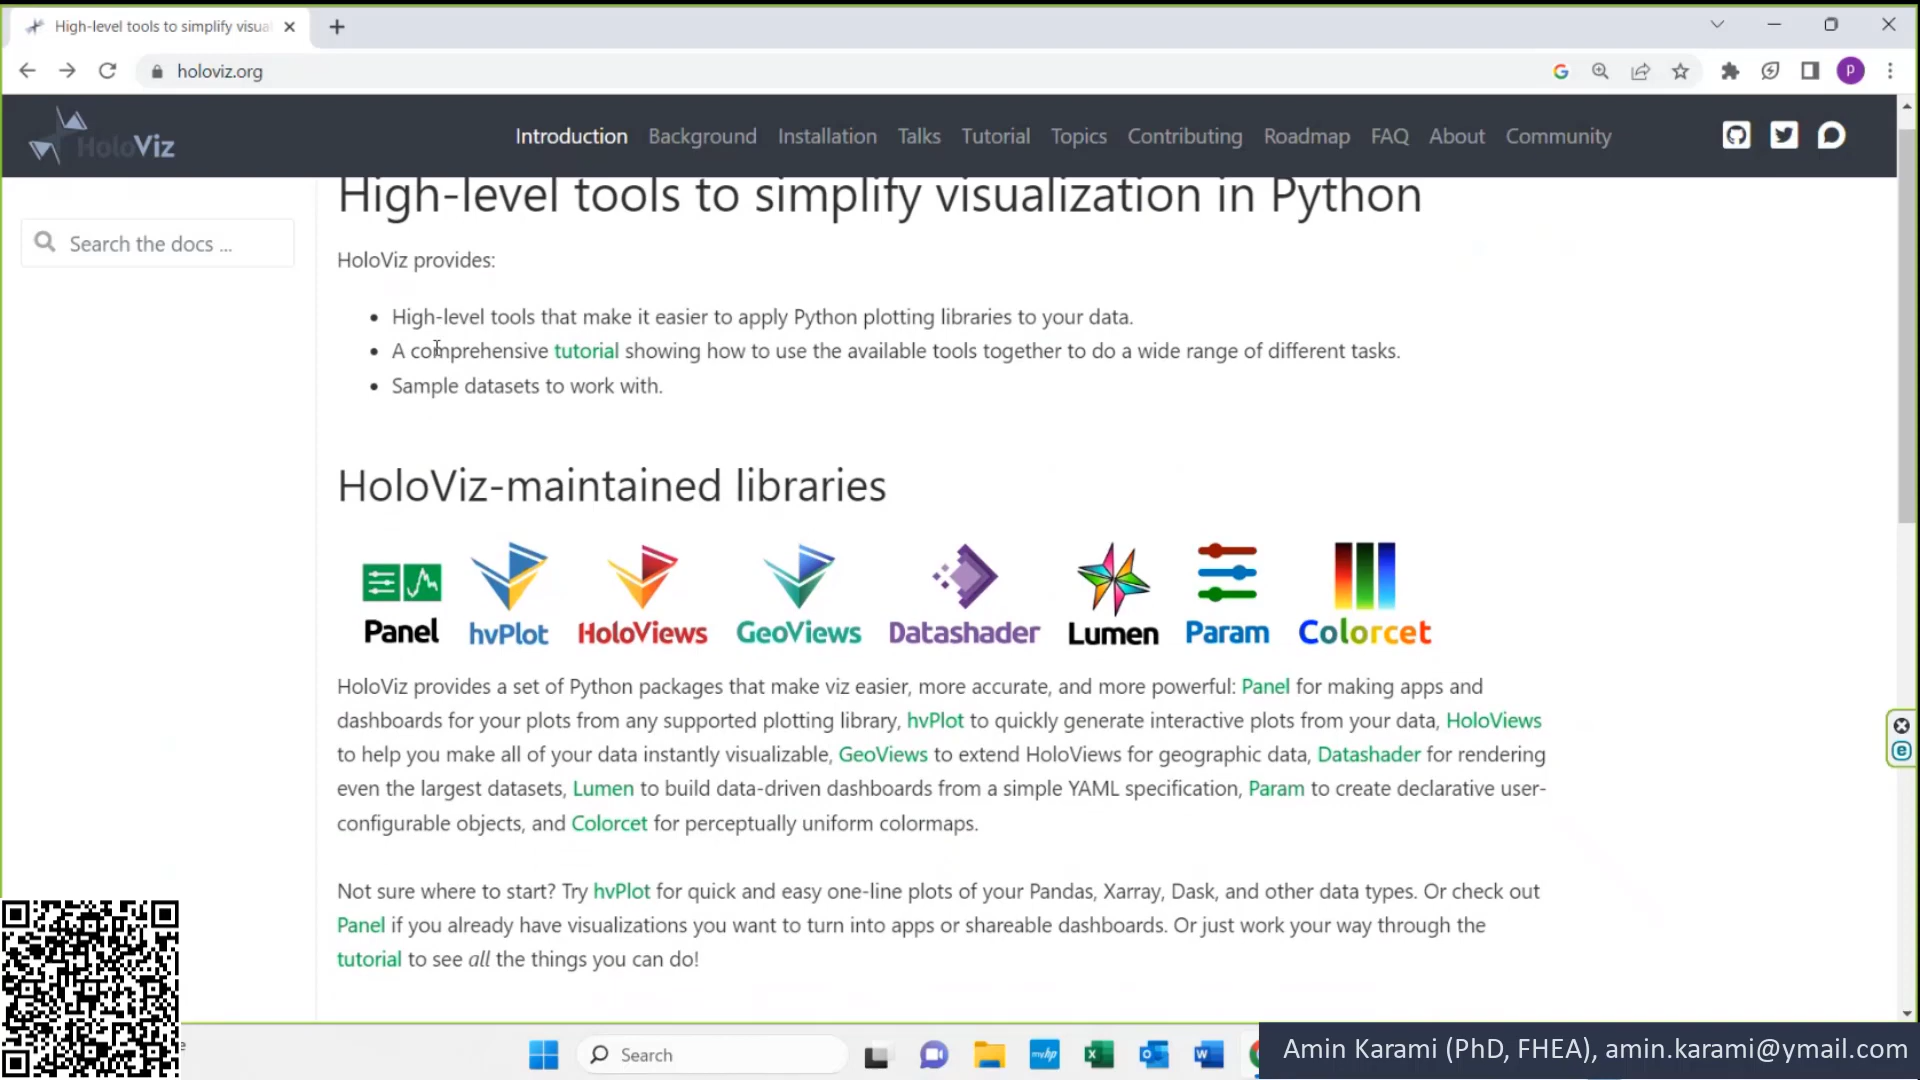 High-level tools to simplify visua
holoviz.org
P
HoloViz
Introduction Background Installation Talks Tutorial Topics Contributing Roadmap FAQ About Community
High-level tools to simplify visualization in Python
Search the docs ...
HoloViz provides:
High-level tools that make it easier to apply Python plotting libraries to your data.
A comprehensive tutorial showing how to use the available tools together to do a wide range of different tasks.
Sample datasets to work with.
HoloViz-maintained libraries
Panel hvPlot HoloViews GeoViews Datashader Lumen Param Colorcet
HoloViz provides a set of Python packages that make viz easier, more accurate, and more powerful: Panel for making apps and
dashboards for your plots from any supported plotting library, hvPlot to quickly generate interactive plots from your data, HoloViews
to help you make all of your data instantly visualizable, GeoViews to extend HoloViews for geographic data, Datashader for rendering
even the largest datasets, Lumen to build data-driven dashboards from a simple YAML specification, Param to create declarative user-
configurable objects, and Colorcet for perceptually uniform colormaps.
Not sure where to start? Try hvPlot for quick and easy one-line plots of your Pandas, Xarray, Dask, and other data types. Or check out
Panel if you already have visualizations you want to turn into apps or shareable dashboards. Or just work your way through the
tutorial to see all the things you can do!
Search
Amin Karami (PhD, FHEA), amin.karami@ymail.com